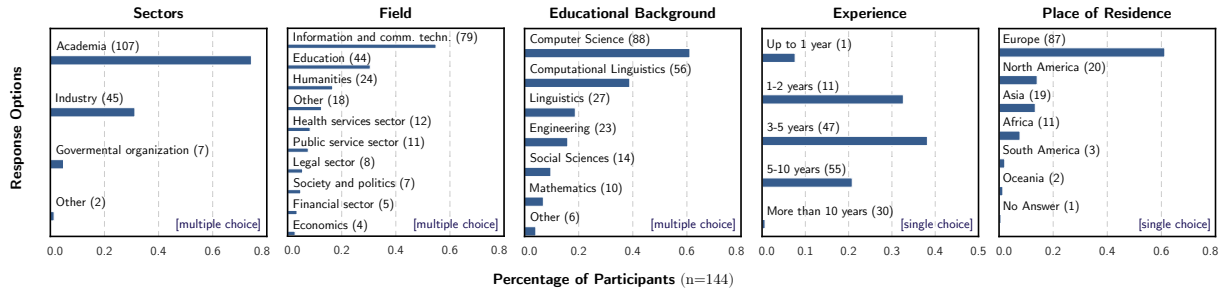 Sectors
Response Options
Academia (107)
Industry (45)
Govermental organization (7)
Other (2)
[multiple choice]
0.0 0.2 0.4 0.6 0.8
Field
Information and comm. techn. (79)
Education (44)
Humanities (24)
Other (18)
Health services sector (12)
Public service sector (11)
Legal sector (8)
Society and politics (7)
Financial sector (5)
Economics (4)
[multiple choice]
0.0 0.2 0.4 0.6 0.8
Educational Background
Computer Science (88)
Computational Linguistics (56)
Linguistics (27)
Engineering (23)
Social Sciences (14)
Mathematics (10)
Other (6)
[multiple choice]
0.0 0.2 0.4 0.6 0.8
Experience
Up to 1 year (1)
1-2 years (11)
3-5 years (47)
5-10 years (55)
More than 10 years (30)
[single choice]
0.0 0.1 0.2 0.3 0.4 0.5
Place of Residence
Europe (87)
North America (20)
Asia (19)
Africa (11)
South America (3)
Oceania (2)
No Answer (1)
[single choice]
0.0 0.2 0.4 0.6 0.8
Percentage of Participants (n=144)